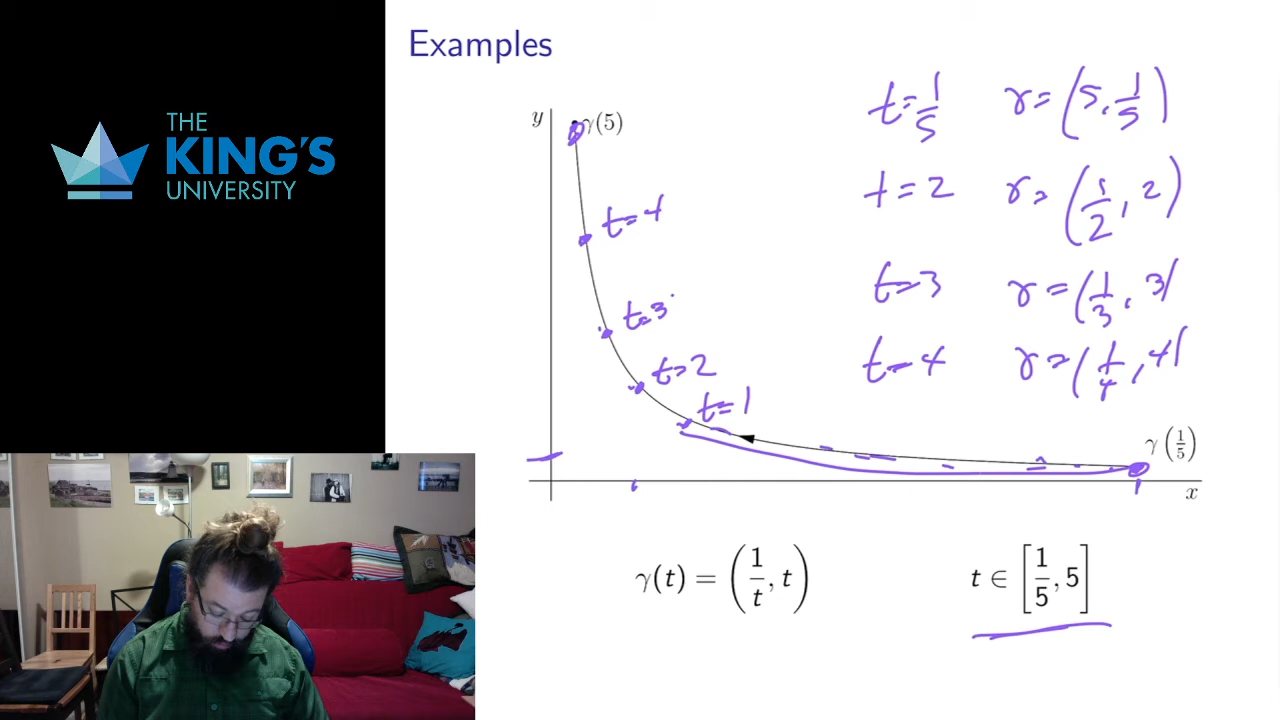 THE
KING'S
UNIVERSITY
Examples
y
γ(5)
t=4
t=3
t=2
t=1
γ(1/5)
x
t=1/5 γ=(5,1/5)
t=2 γ=(1/2,2)
t=3 γ=(1/3,3)
t=4 γ=(1/4,4)
γ(t) = (1/t, t)
t ∈ [1/5, 5]